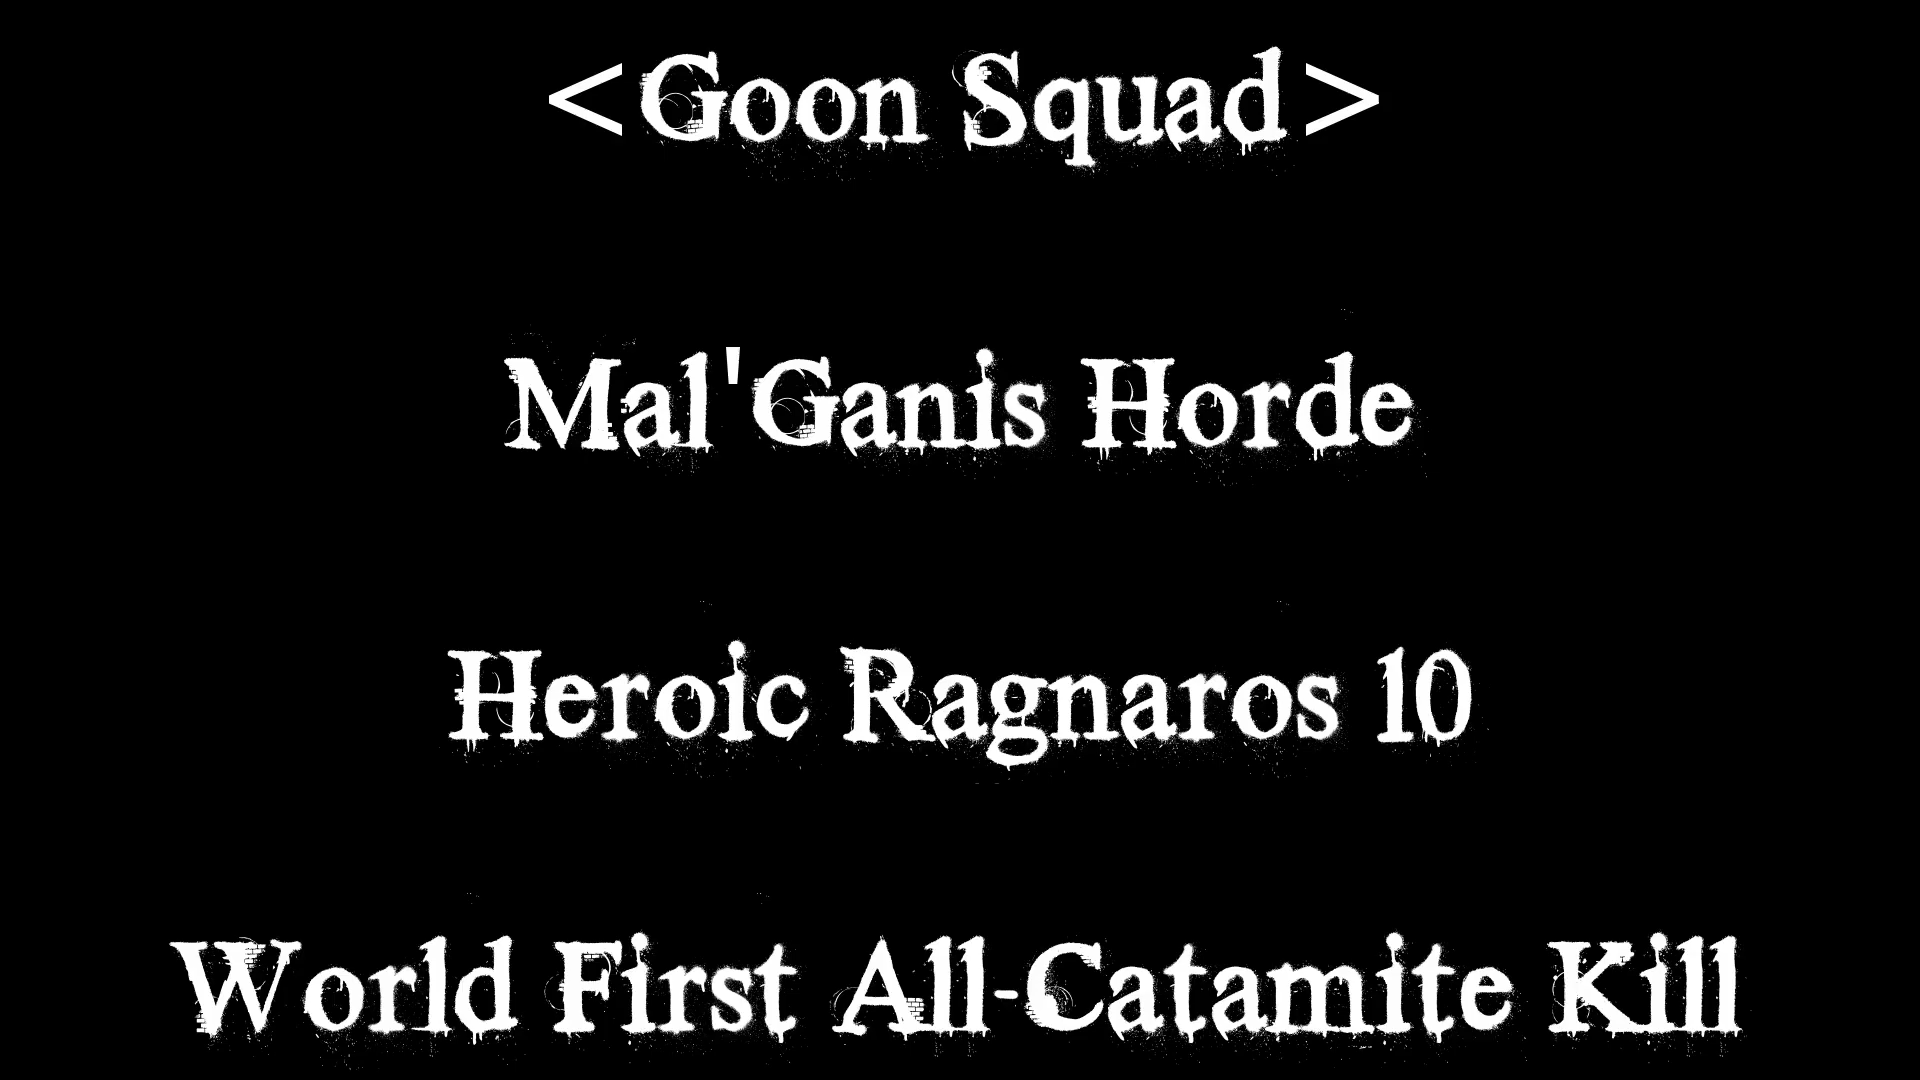 <Goon Squad>
Mal'Ganis Horde
Heroic Ragnaros 10
World First All-Catamite Kill